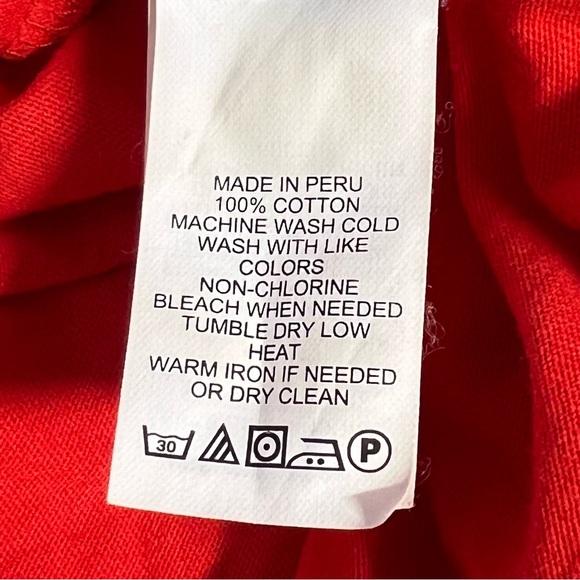 MADE IN PERU
100% COTTON
MACHINE WASH COLD
WASH WITH LIKE
COLORS
NON-CHLORINE
BLEACH WHEN NEEDED
TUMBLE DRY LOW
HEAT
WARM IRON IF NEEDED
OR DRY CLEAN
30 P